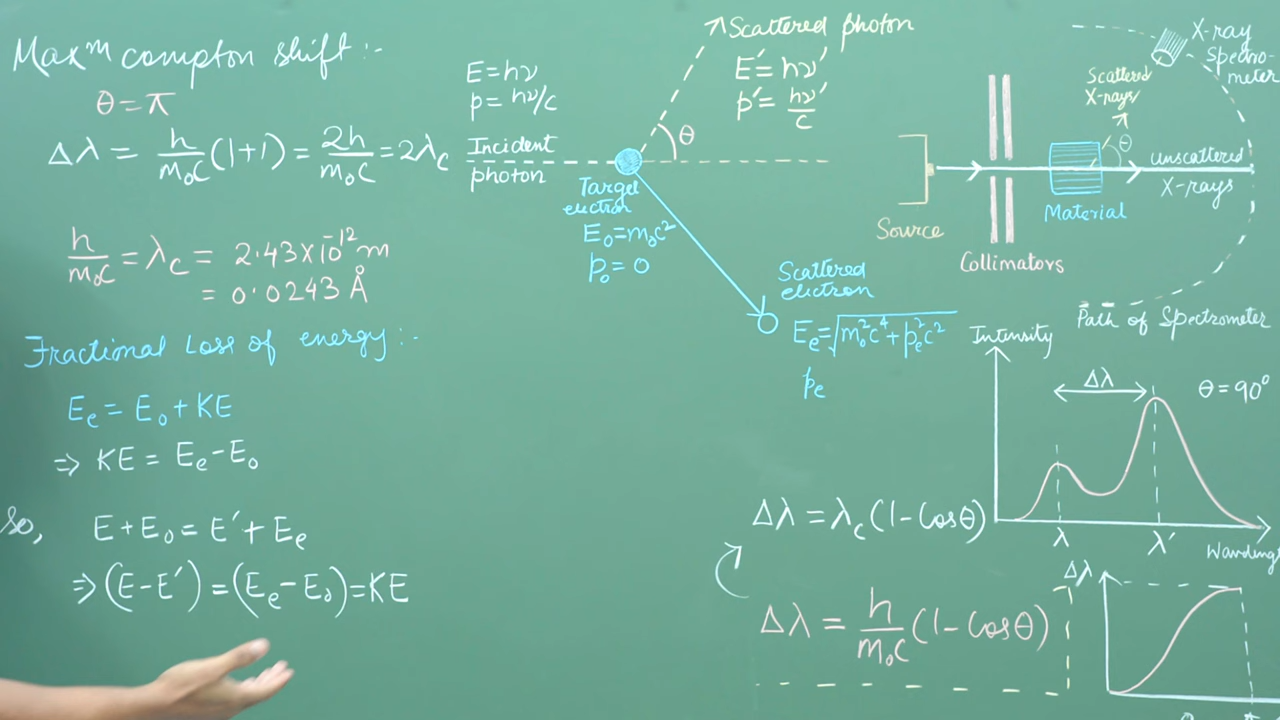 Maxᵐ compton shift :-
θ = π
Δλ = h/m₀c (1+1) = 2h/m₀c = 2λc
h/m₀c = λc = 2.43×10⁻¹² m
= 0.0243 Å
Fractional Loss of energy :-
Ee = E₀ + KE
⇒ KE = Ee - E₀
So, E + E₀ = E′ + Ee
⇒ (E - E′) = (Ee - E₀) = KE
E = hν
p = hν/c
Incident
photon
Scattered photon
E′ = hν′
p′ = hν′/c
θ
Target
electron
E₀ = m₀c²
p₀ = 0
Scattered
electron
Ee = √m₀²c⁴ + pe²c²
pe
X-ray
Spectro-
meter
Scattered
X-rays
θ
unscattered
X-rays
Source
Collimators
Material
Path of Spectrometer
Intensity
Δλ
θ = 90°
λ λ′
Δλ = λc (1 - Cosθ)
Δλ = h/m₀c (1 - Cosθ)
Δλ